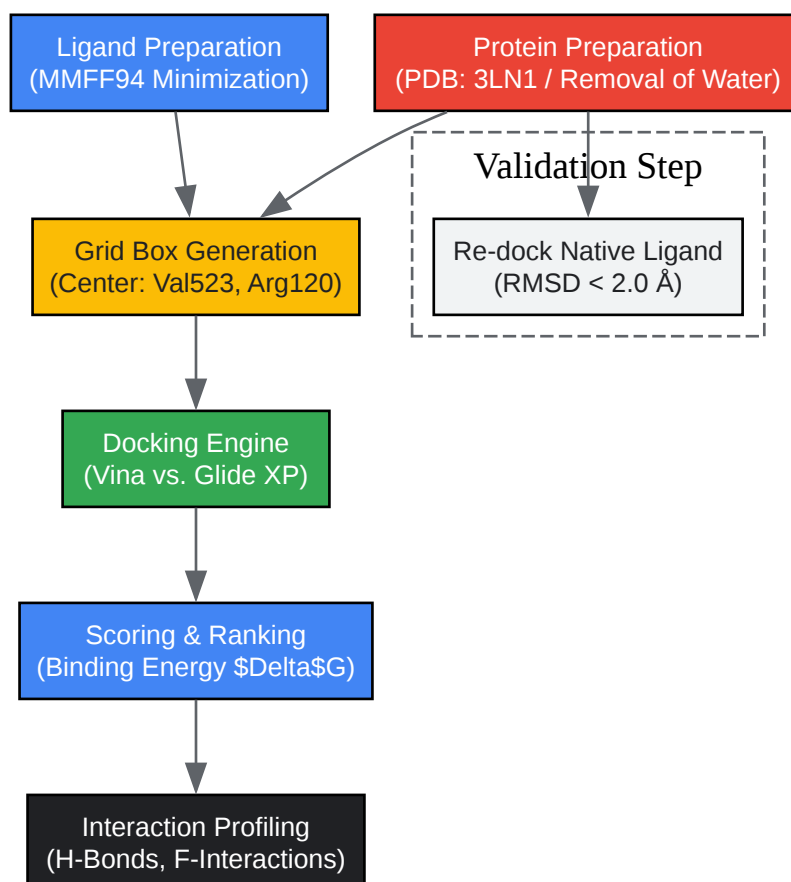 Ligand Preparation
(MMFF94 Minimization)
Protein Preparation
(PDB: 3LN1 / Removal of Water)
Validation Step
Grid Box Generation
(Center: Val523, Arg120)
Re-dock Native Ligand
(RMSD < 2.0 Å)
Docking Engine
(Vina vs. Glide XP)
Scoring & Ranking
(Binding Energy $Delta$G)
Interaction Profiling
(H-Bonds, F-Interactions)